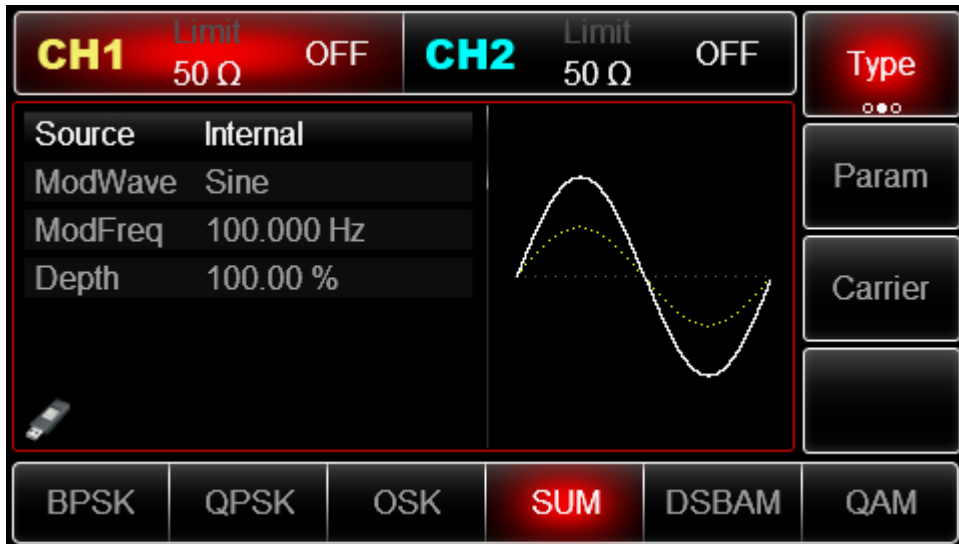 CH1 Limit 50 Ω OFF
CH2 Limit 50 Ω OFF
Type
Source Internal
ModWave Sine
ModFreq 100.000 Hz
Depth 100.00 %
Param
Carrier
BPSK QPSK OSK SUM DSBAM QAM